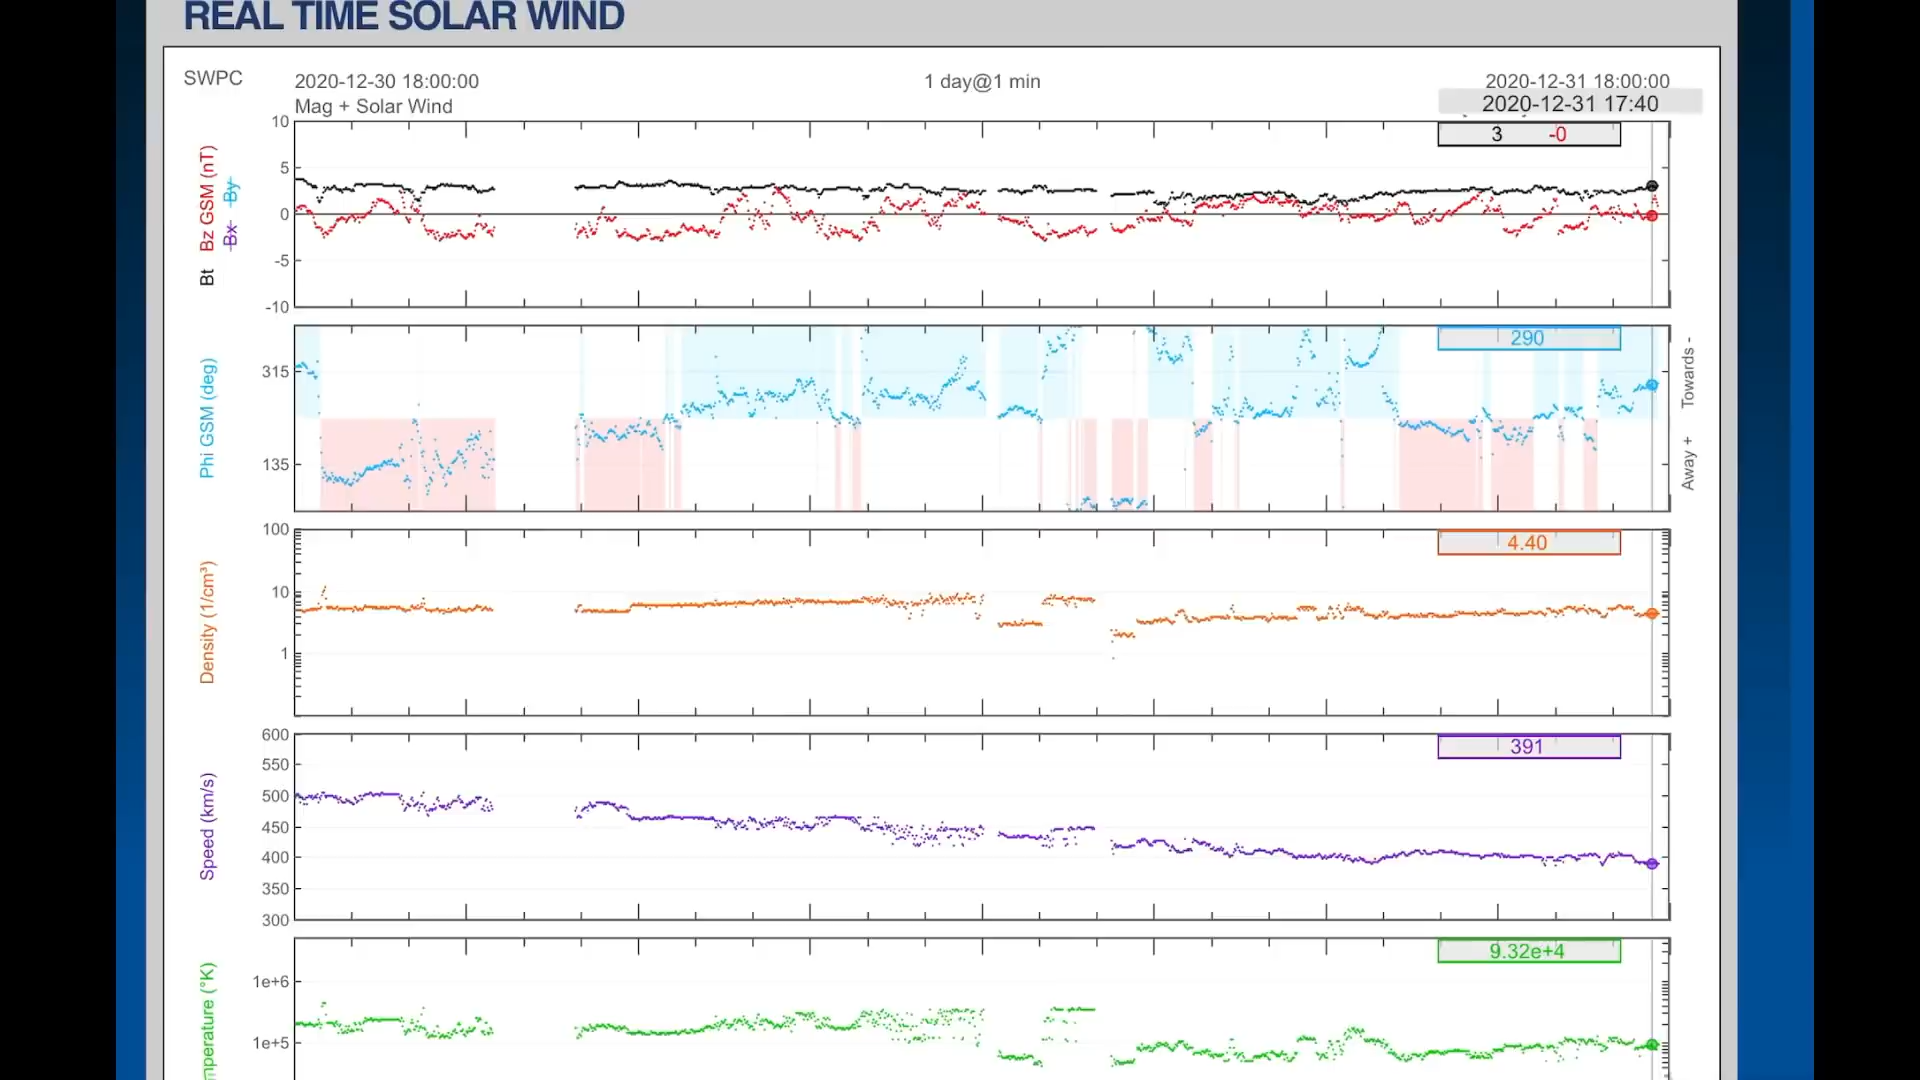 REAL TIME SOLAR WIND
SWPC
2020-12-30 18:00:00
1 day@1 min
2020-12-31 18:00:00
Mag + Solar Wind
2020-12-31 17:40
3 -0
10
5
0
-5
-10
Bt Bz GSM (nT)
Bx By
290
315
135
Phi GSM (deg)
Away + Towards -
4.40
100
10
1
Density (1/cm³)
391
600
550
500
450
400
350
300
Speed (km/s)
9.32e+4
1e+6
1e+5
mperature (°K)